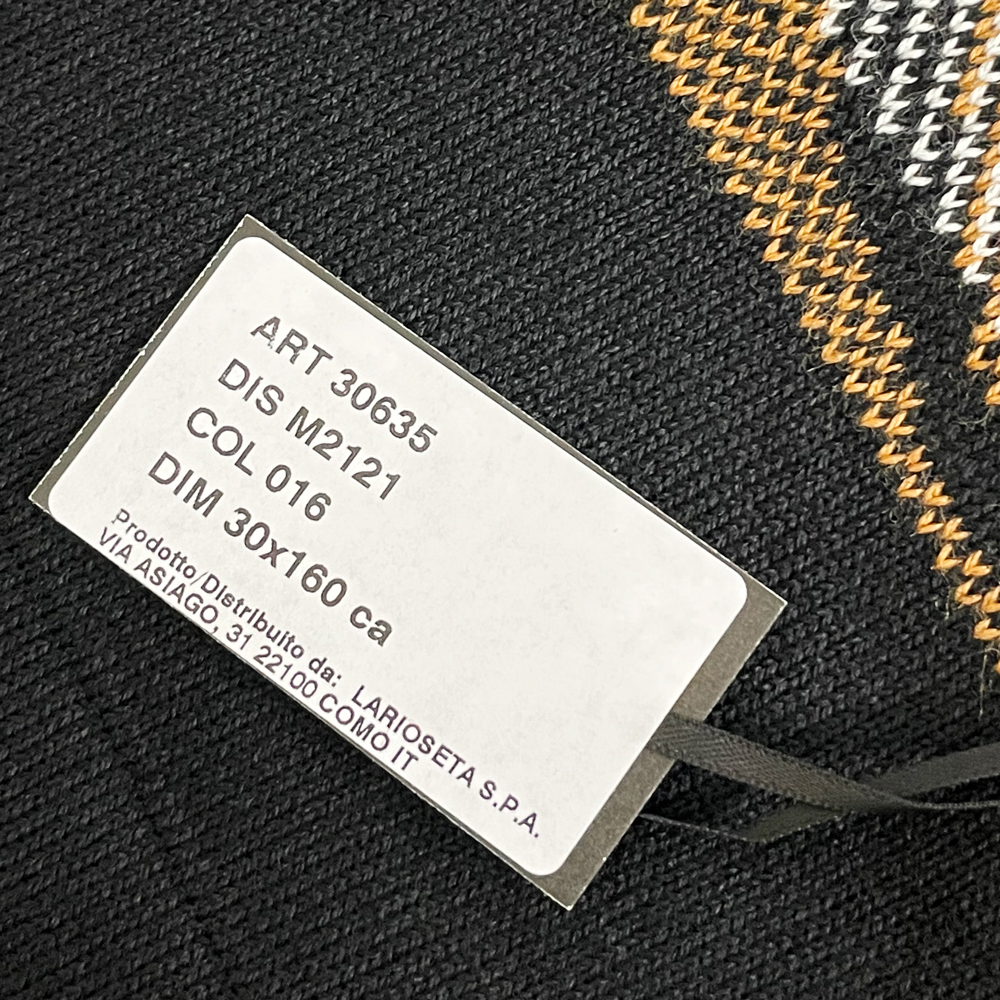 ART 30635
DIS M2121
COL 016
DIM 30x160 ca
Prodotto/Distribuito da: LARIOSETA S.P.A.
VIA ASIAGO, 31 22100 COMO IT